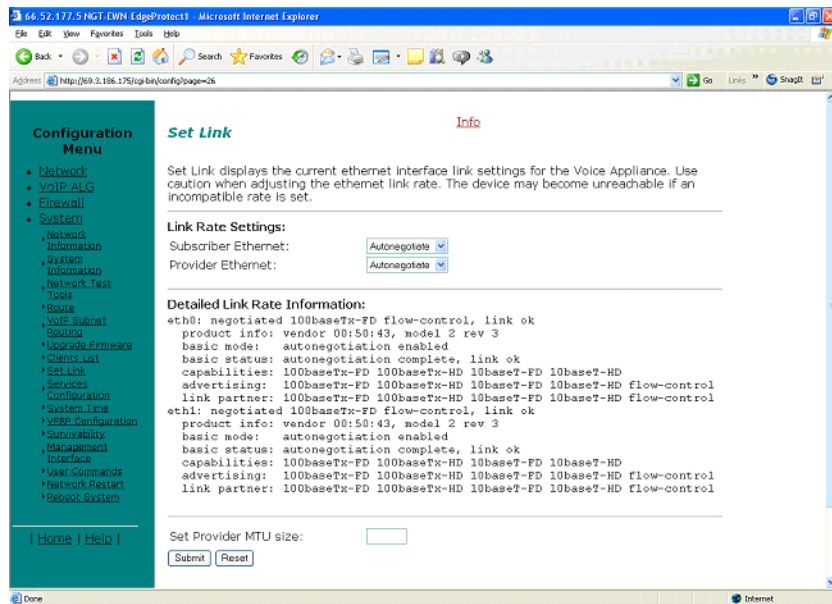 66.52.177.5 NGT-EWN-EdgeProtect1 - Microsoft Internet Explorer
File Edit View Favorites Tools Help
Back Search Favorites
Address http://69.3.186.175/cgi-bin/config?page=26 Go Links » SnagIt
Configuration Menu
Network
VoIP ALG
Firewall
System
Network Information
System Information
Network Test Tools
Route
VoIP Subnet Routing
Upgrade Firmware
Clients List
Set Link
Services Configuration
System Time
VRRP Configuration
Survivability
Management Interface
User Commands
Network Restart
Reboot System
| Home | Help |
Info
Set Link
Set Link displays the current ethernet interface link settings for the Voice Appliance. Use
caution when adjusting the ethernet link rate. The device may become unreachable if an
incompatible rate is set.
Link Rate Settings:
Subscriber Ethernet: Autonegotiate
Provider Ethernet: Autonegotiate
Detailed Link Rate Information:
eth0: negotiated 100baseTx-FD flow-control, link ok
product info: vendor 00:50:43, model 2 rev 3
basic mode: autonegotiation enabled
basic status: autonegotiation complete, link ok
capabilities: 100baseTx-FD 100baseTx-HD 10baseT-FD 10baseT-HD
advertising: 100baseTx-FD 100baseTx-HD 10baseT-FD 10baseT-HD flow-control
link partner: 100baseTx-FD 100baseTx-HD 10baseT-FD 10baseT-HD flow-control
eth1: negotiated 100baseTx-FD flow-control, link ok
product info: vendor 00:50:43, model 2 rev 3
basic mode: autonegotiation enabled
basic status: autonegotiation complete, link ok
capabilities: 100baseTx-FD 100baseTx-HD 10baseT-FD 10baseT-HD
advertising: 100baseTx-FD 100baseTx-HD 10baseT-FD 10baseT-HD flow-control
link partner: 100baseTx-FD 100baseTx-HD 10baseT-FD 10baseT-HD flow-control
Set Provider MTU size:
Submit Reset
Done Internet